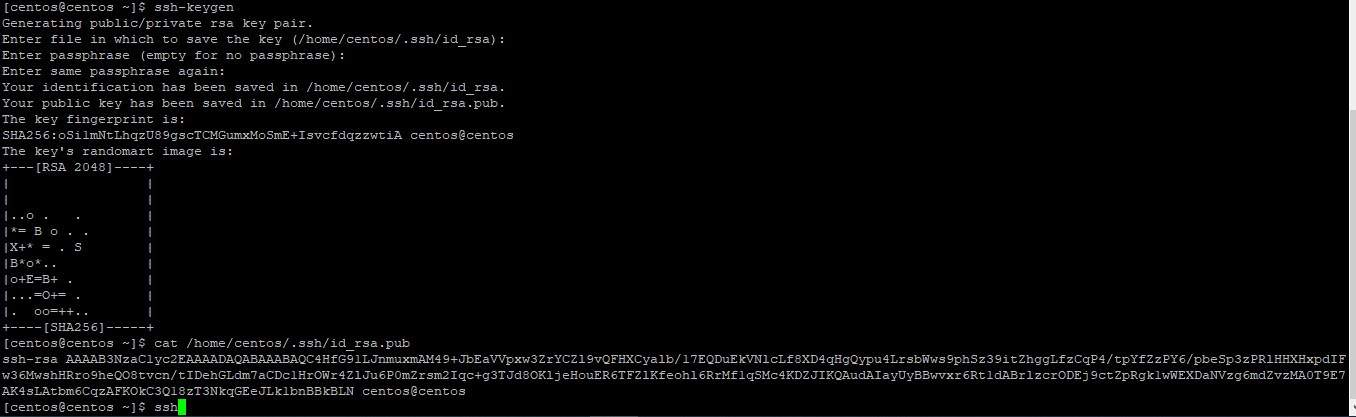 [centos@centos ~]$ ssh-keygen
Generating public/private rsa key pair.
Enter file in which to save the key (/home/centos/.ssh/id_rsa):
Enter passphrase (empty for no passphrase):
Enter same passphrase again:
Your identification has been saved in /home/centos/.ssh/id_rsa.
Your public key has been saved in /home/centos/.ssh/id_rsa.pub.
The key fingerprint is:
SHA256:oSilmNtLhqzU89gscTCMGumxMoSmE+IsvcfdqzzwtiA centos@centos
The key's randomart image is:
+---[RSA 2048]----+
|                 |
|                 |
|..o .   .        |
|*= B o . .       |
|X+* = . S        |
|B*o*..           |
|o+E=B+ .         |
|...=O+= .        |
|.  oo=++..       |
+----[SHA256]-----+
[centos@centos ~]$ cat /home/centos/.ssh/id_rsa.pub
ssh-rsa AAAAB3NzaC1yc2EAAAADAQABAAABAQC4HfG91LJnmuxmAM49+JbEaVVpxw3ZrYCZl9vQFHXCyalb/17EQDuEkVNlcLf8XD4qHgQypu4LrsbWws9phSz39itZhggLfzCqP4/tpYfZzPY6/pbeSp3zPRlHHXHxpdIF
w36MwshHRro9heQO8tvcn/tIDehGLdm7aCDclHrOWr4ZlJu6P0mZrsm2Iqc+g3TJd8OKljeHouER6TFZlKfeohl6RrMflqSMc4KDZJIKQAudAIayUyBBwvxr6Rt1dABrlzcrODEj9ctZpRgklwWEXDaNVzg6mdZvzMA0T9E7
AK4sLAtbm6CqzAFKOkC3Q18zT3NkqGEeJLklbnBBkBLN centos@centos
[centos@centos ~]$ ssh